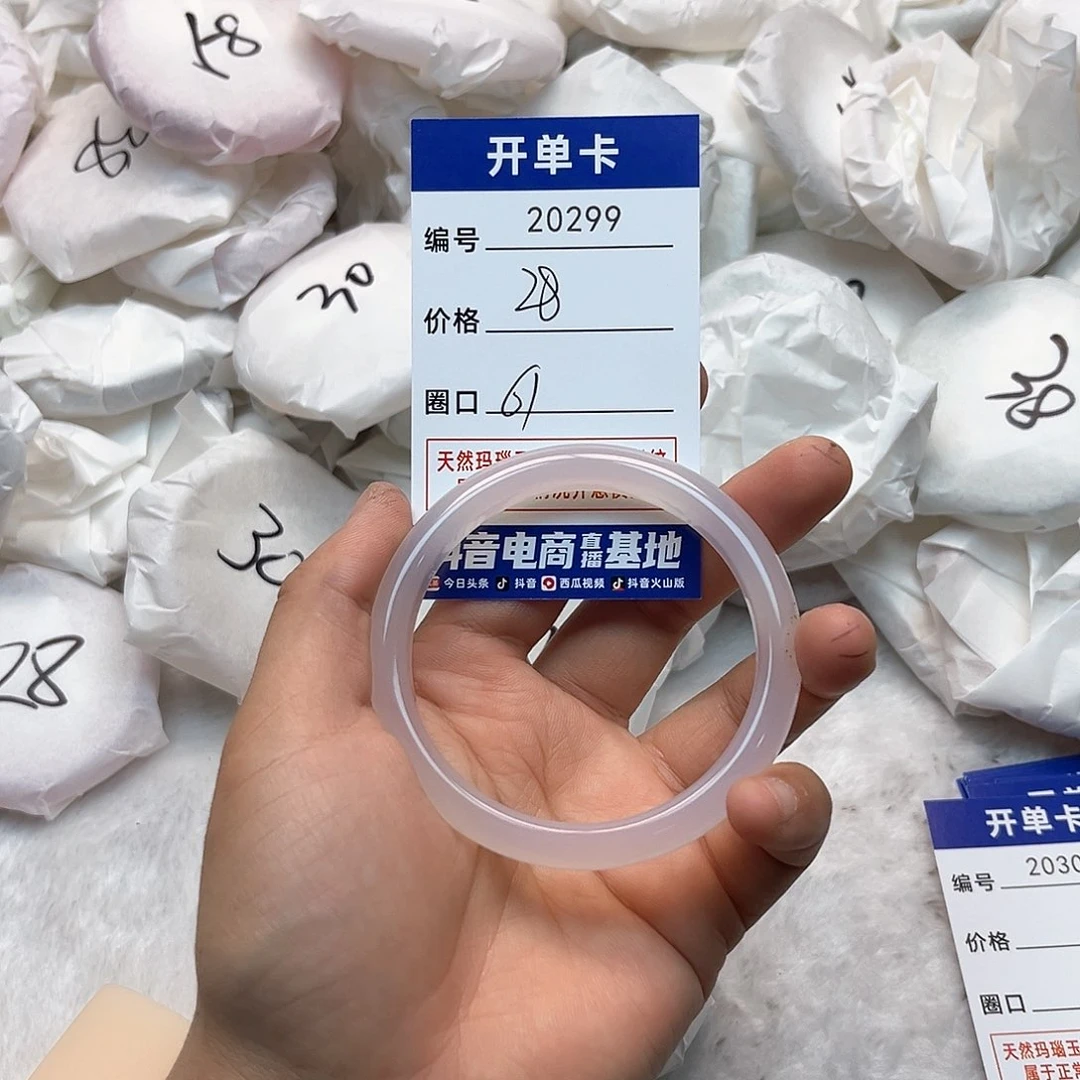 18
30
30
28
28
开单卡
编号 20299
价格 28
圈口 61
天然玛瑙
抖音电商直播基地
今日头条 抖音 西瓜视频 抖音火山版
开单卡
编号 2030
价格
圈口
天然玛瑙玉
属于正常